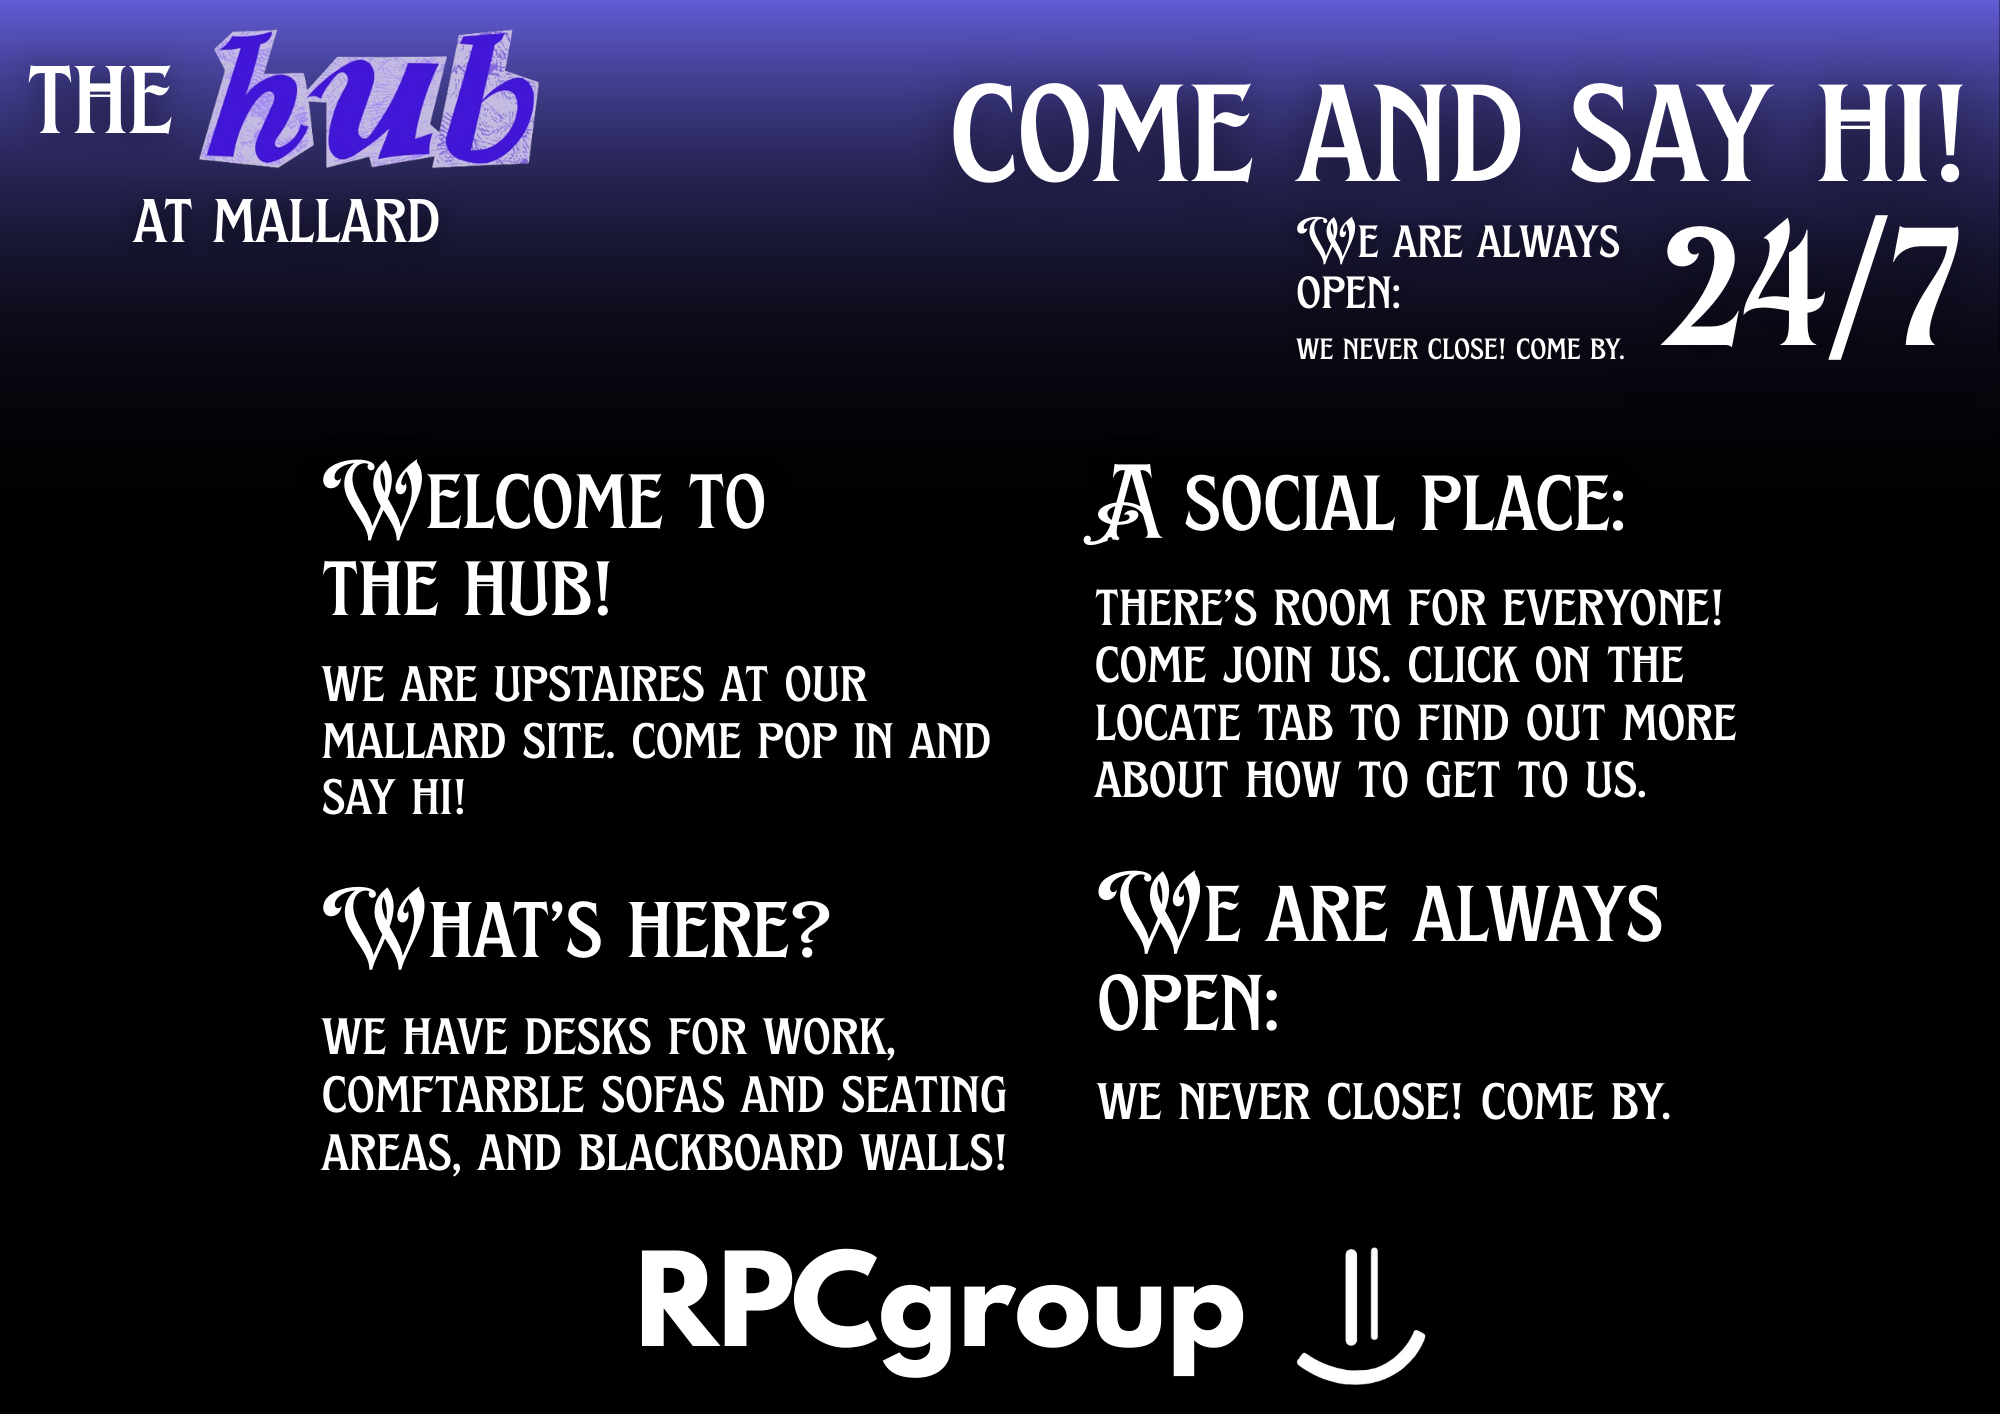 THE hub
AT MALLARD
COME AND SAY HI!
WE ARE ALWAYS
OPEN:
WE NEVER CLOSE! COME BY.
24/7
WELCOME TO
THE HUB!
WE ARE UPSTAIRES AT OUR
MALLARD SITE. COME POP IN AND
SAY HI!
WHAT'S HERE?
WE HAVE DESKS FOR WORK,
COMFTARBLE SOFAS AND SEATING
AREAS, AND BLACKBOARD WALLS!
A SOCIAL PLACE:
THERE'S ROOM FOR EVERYONE!
COME JOIN US. CLICK ON THE
LOCATE TAB TO FIND OUT MORE
ABOUT HOW TO GET TO US.
WE ARE ALWAYS
OPEN:
WE NEVER CLOSE! COME BY.
RPCgroup